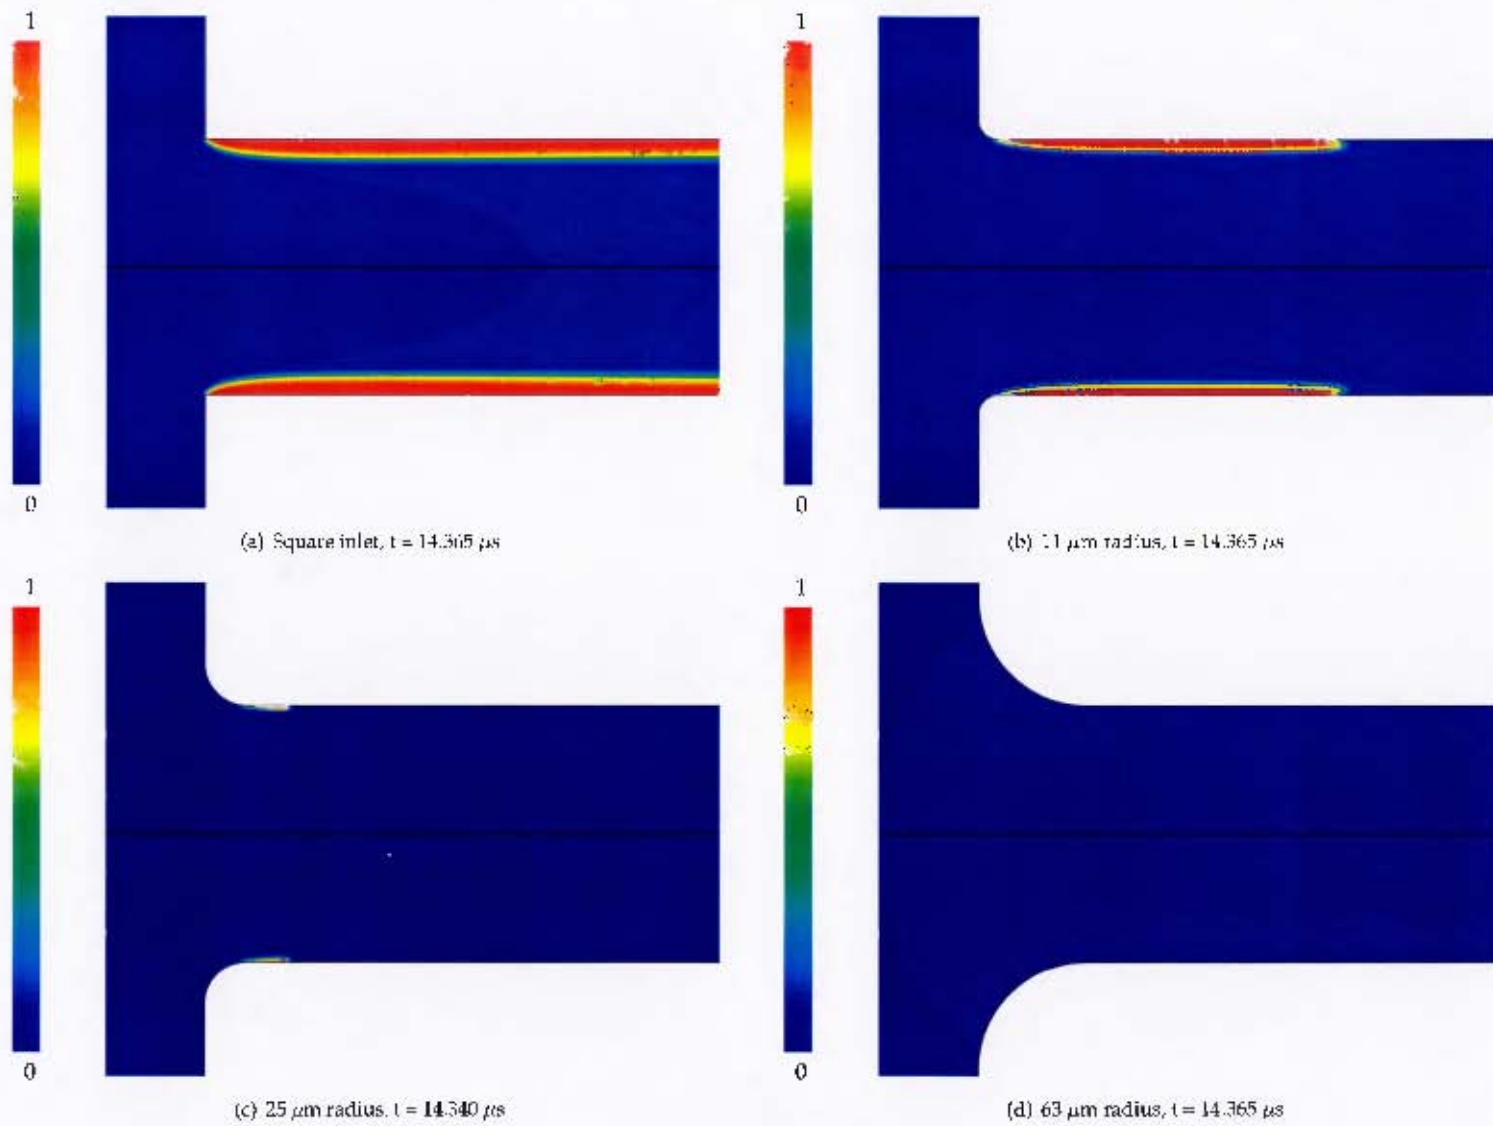 1
1
0
0
(a) Square inlet, t = 14.365 μs
(b) 11 μm radius, t = 14.365 μs
1
1
0
0
(c) 25 μm radius, t = 14.340 μs
(d) 63 μm radius, t = 14.365 μs